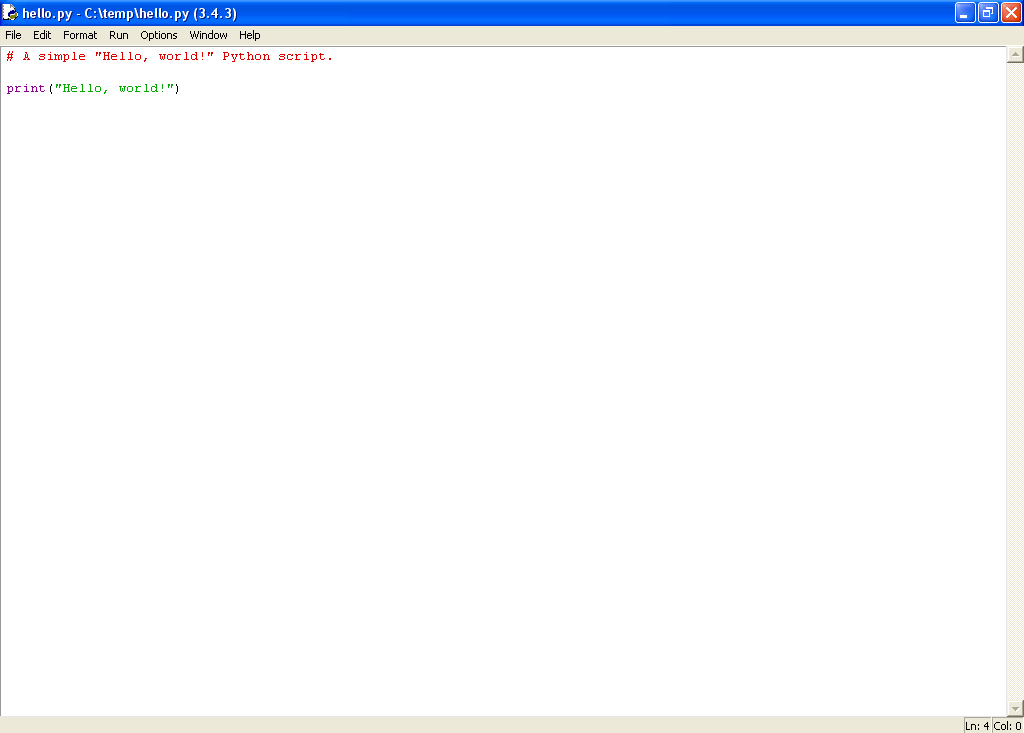 hello.py - C:\temp\hello.py (3.4.3)
File Edit Format Run Options Window Help
# A simple "Hello, world!" Python script.
print("Hello, world!")
Ln: 4 Col: 0